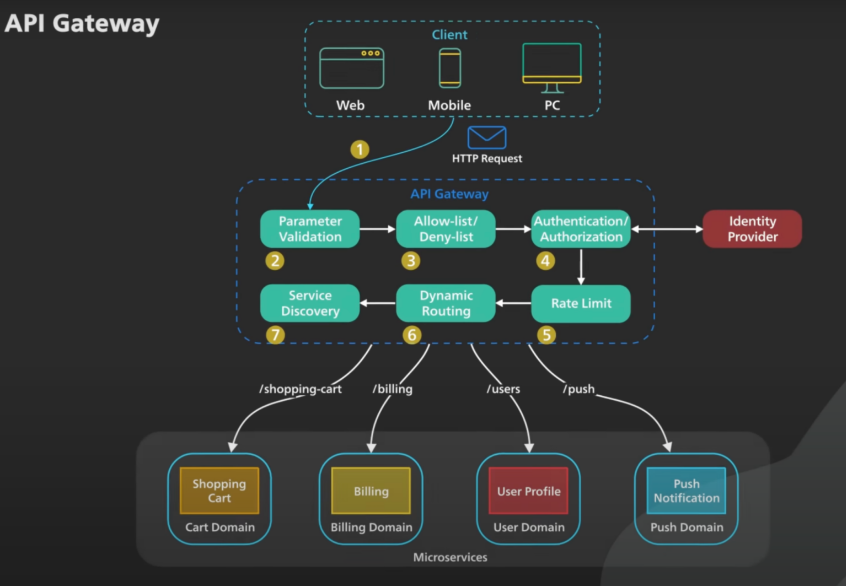 API Gateway
Client
Web
Mobile
PC
1
HTTP Request
API Gateway
Parameter
Validation
Allow-list/
Deny-list
Authentication/
Authorization
Identity
Provider
2
3
4
Service
Discovery
Dynamic
Routing
Rate Limit
7
6
5
/shopping-cart
/billing
/users
/push
Shopping
Cart
Billing
User Profile
Push
Notification
Cart Domain
Billing Domain
User Domain
Push Domain
Microservices